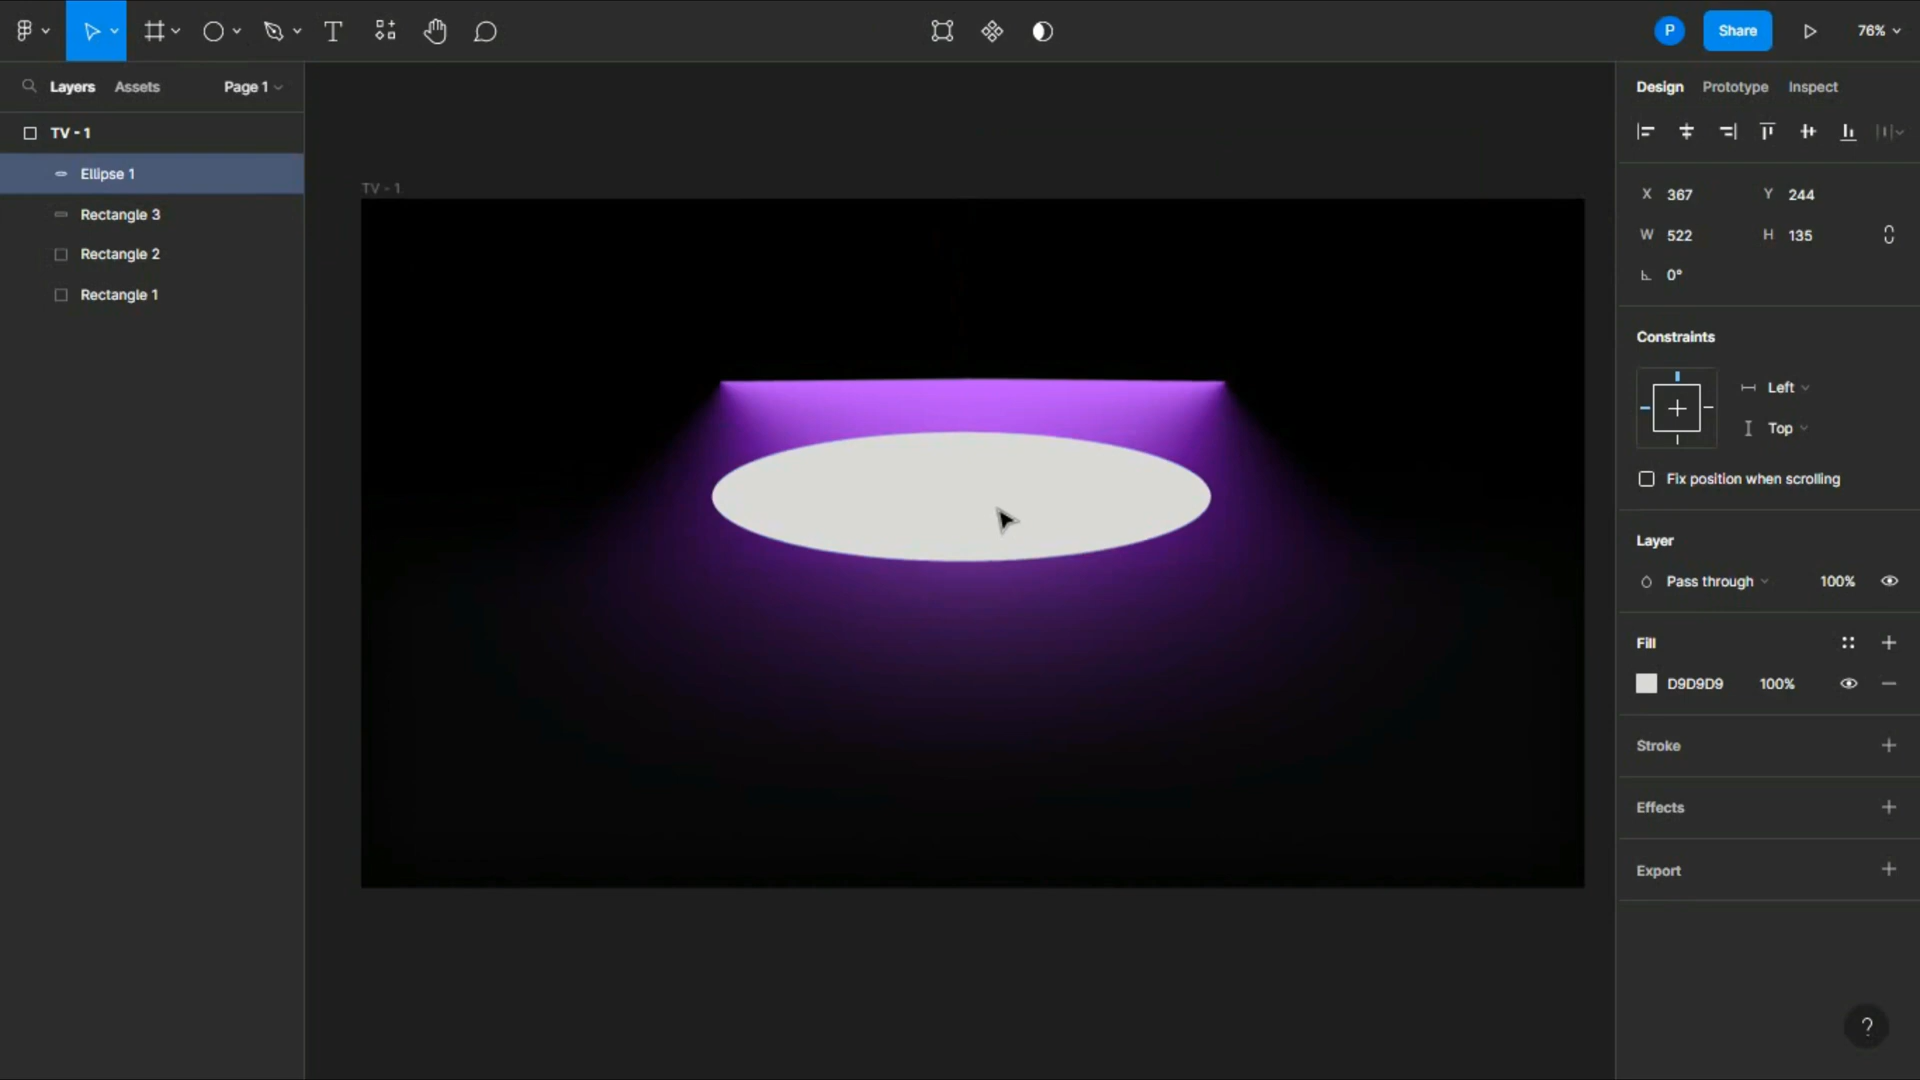 P
Share
76%
Layers
Assets
Page 1
Design
Prototype
Inspect
TV - 1
Ellipse 1
Rectangle 3
Rectangle 2
Rectangle 1
TV - 1
X 367
Y 244
W 522
H 135
0°
Constraints
Left
Top
Fix position when scrolling
Layer
Pass through
100%
Fill
D9D9D9
100%
Stroke
Effects
Export
?